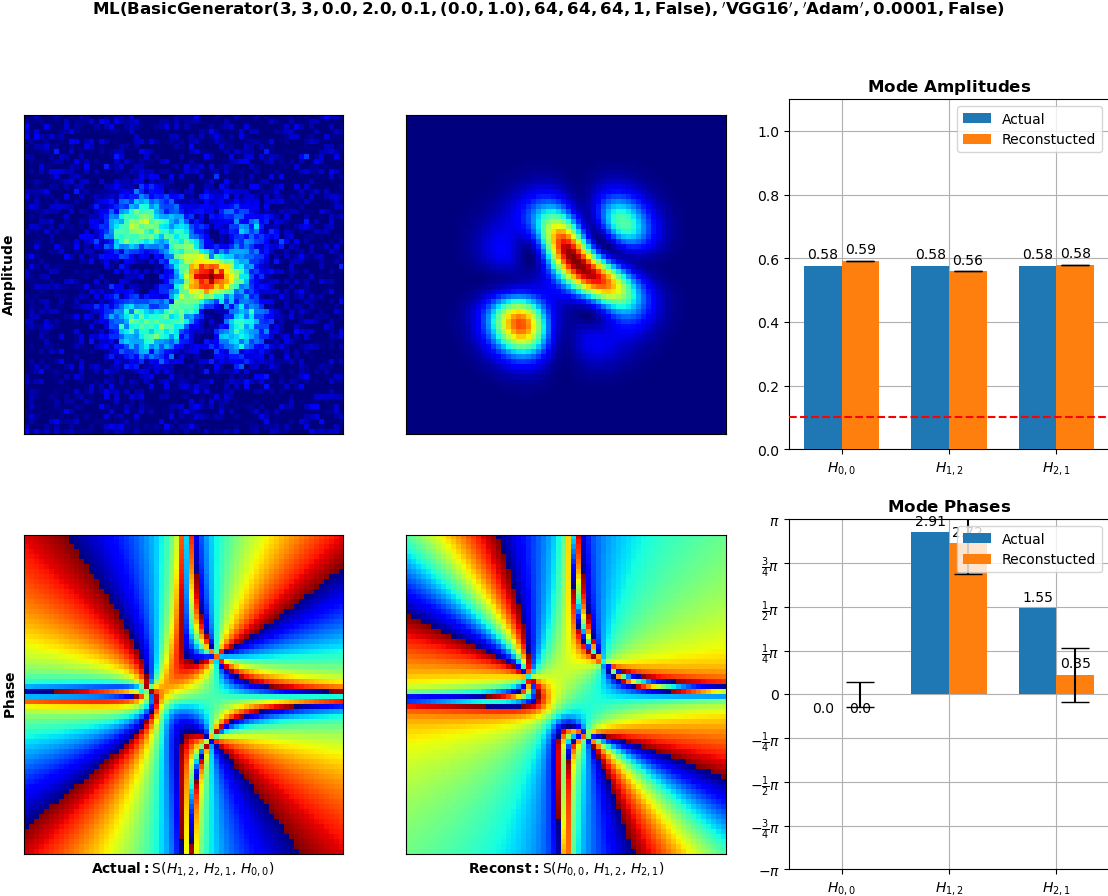 ML(BasicGenerator(3, 3, 0.0, 2.0, 0.1, (0.0, 1.0), 64, 64, 64, 1, False), 'VGG16', 'Adam', 0.0001, False)
Amplitude
Mode Amplitudes
Actual
Reconstucted
1.0
0.8
0.6
0.4
0.2
0.0
0.58
0.59
0.58
0.56
0.58
0.58
H0,0
H1,2
H2,1
Phase
Actual: S(H1,2, H2,1, H0,0)
Reconst: S(H0,0, H1,2, H2,1)
Mode Phases
Actual
Reconstucted
π
3/4π
1/2π
1/4π
0
−1/4π
−1/2π
−3/4π
−π
0.0
0.0
2.91
1.55
0.35
H0,0
H1,2
H2,1